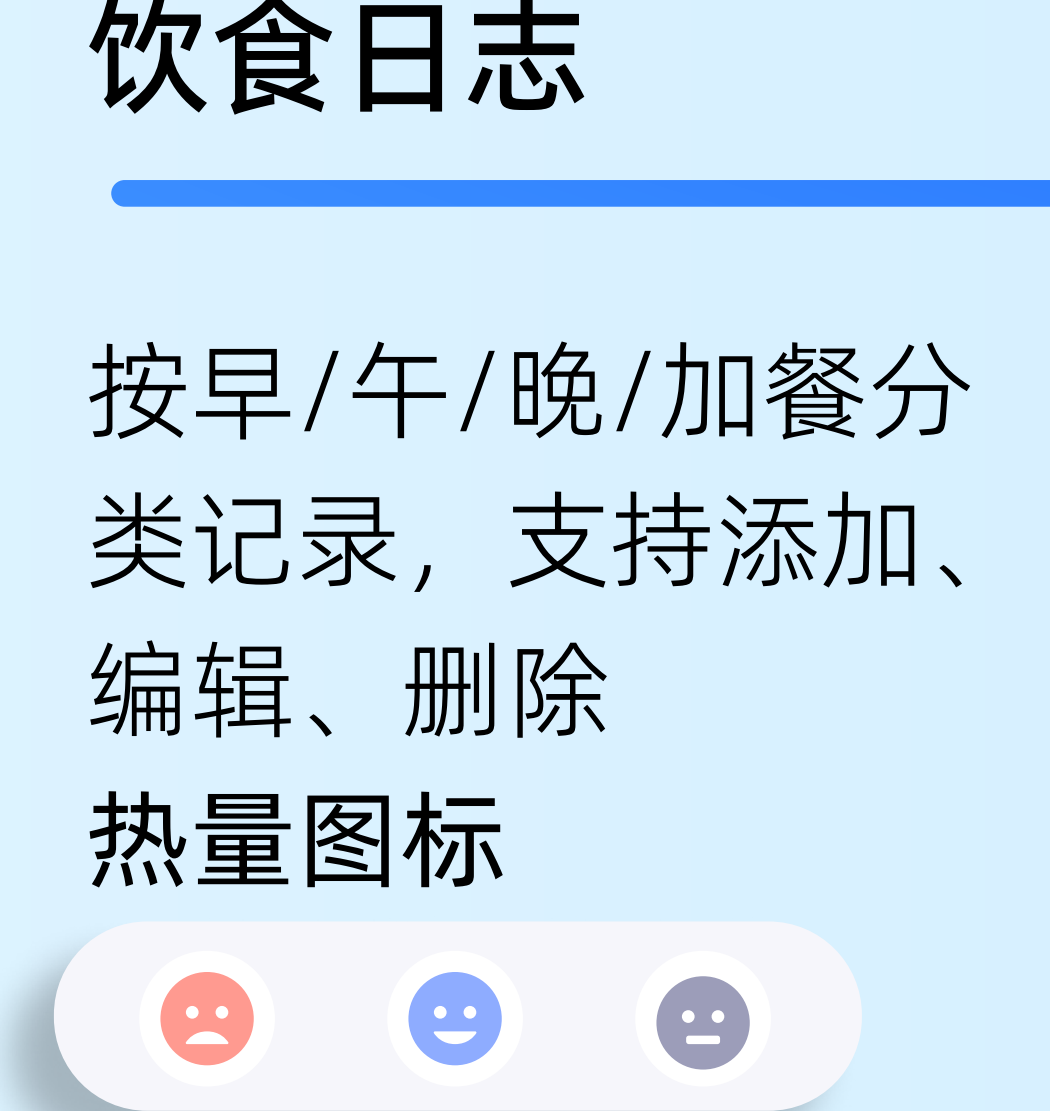 饮食日志
按早/午/晚/加餐分
类记录，支持添加、
编辑、删除
热量图标